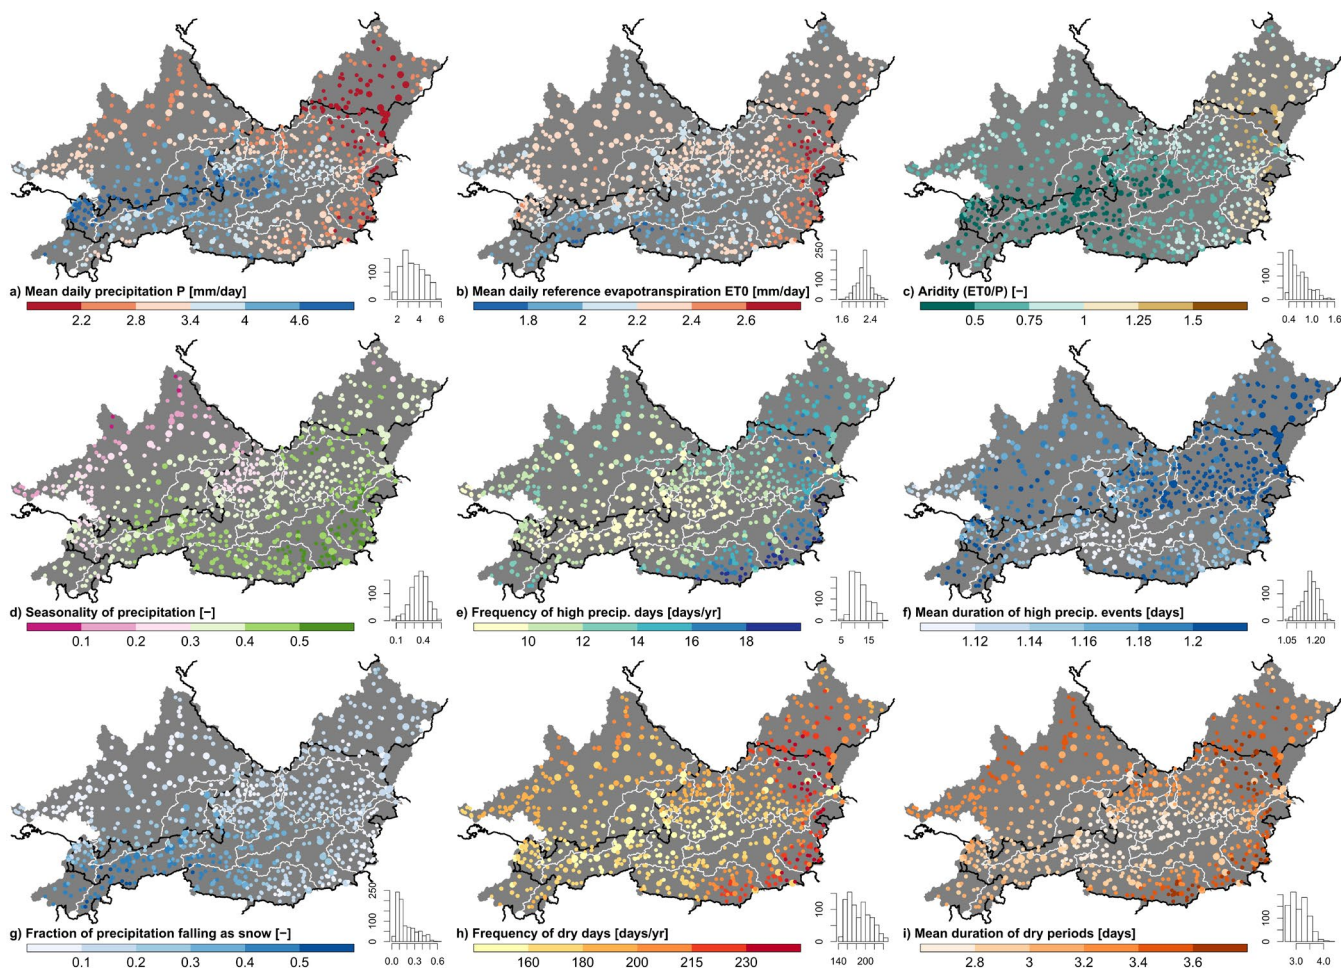 250
100
100
100
0
0
0
2 4 6
1.6 2.4
0.4 1.0 1.6
a) Mean daily precipitation P [mm/day]
b) Mean daily reference evapotranspiration ET0 [mm/day]
c) Aridity (ET0/P) [−]
2.2 2.8 3.4 4 4.6
1.8 2 2.2 2.4 2.6
0.5 0.75 1 1.25 1.5
100
100
100
0
0
0
0.1 0.4
5 15
1.05 1.20
d) Seasonality of precipitation [−]
e) Frequency of high precip. days [days/yr]
f) Mean duration of high precip. events [days]
0.1 0.2 0.3 0.4 0.5
10 12 14 16 18
1.12 1.14 1.16 1.18 1.2
250
100
100
100
0
0
0
0.0 0.3 0.6
140 200
3.0 4.0
g) Fraction of precipitation falling as snow [−]
h) Frequency of dry days [days/yr]
i) Mean duration of dry periods [days]
0.1 0.2 0.3 0.4 0.5
160 180 200 215 230
2.8 3 3.2 3.4 3.6